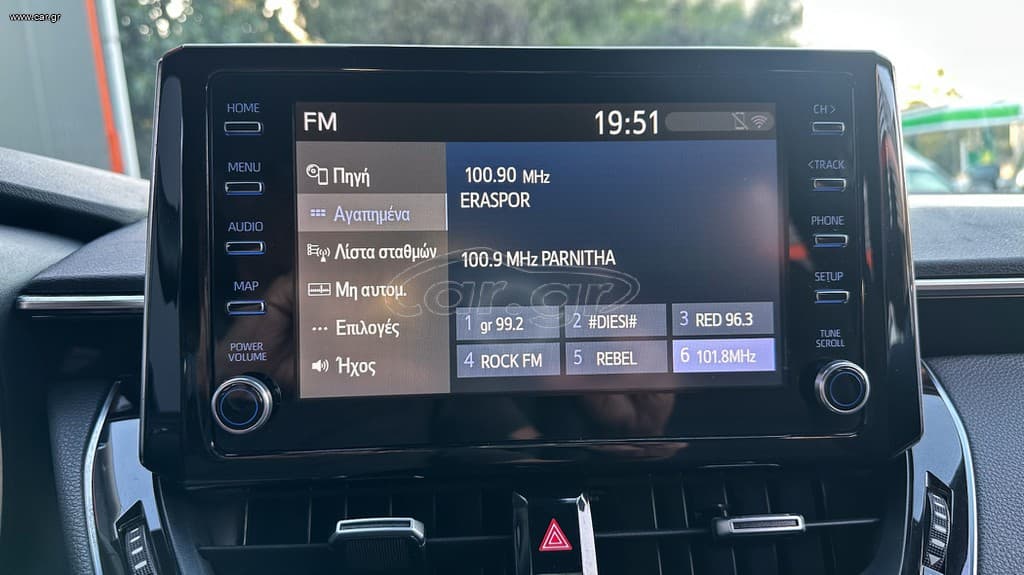 www.car.gr
HOME
MENU
AUDIO
MAP
POWER
VOLUME
FM
19:51
Πηγή
Αγαπημένα
Λίστα σταθμών
Μη αυτομ.
Επιλογές
Ήχος
100.90 MHz
ERASPOR
100.9 MHz PARNITHA
car.gr
1 gr 99.2
2 #DIESI#
3 RED 96.3
4 ROCK FM
5 REBEL
6 101.8MHz
CH >
<TRACK
PHONE
SETUP
TUNE
SCROLL